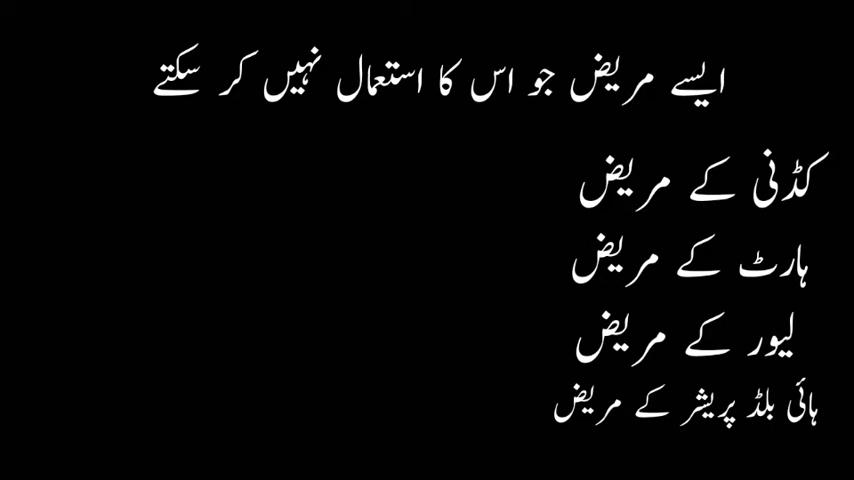 ایسے مریض جو اس کا استعمال نہیں کر سکتے
کڈنی کے مریض
ہارٹ کے مریض
لیور کے مریض
ہائی بلڈ پریشر کے مریض